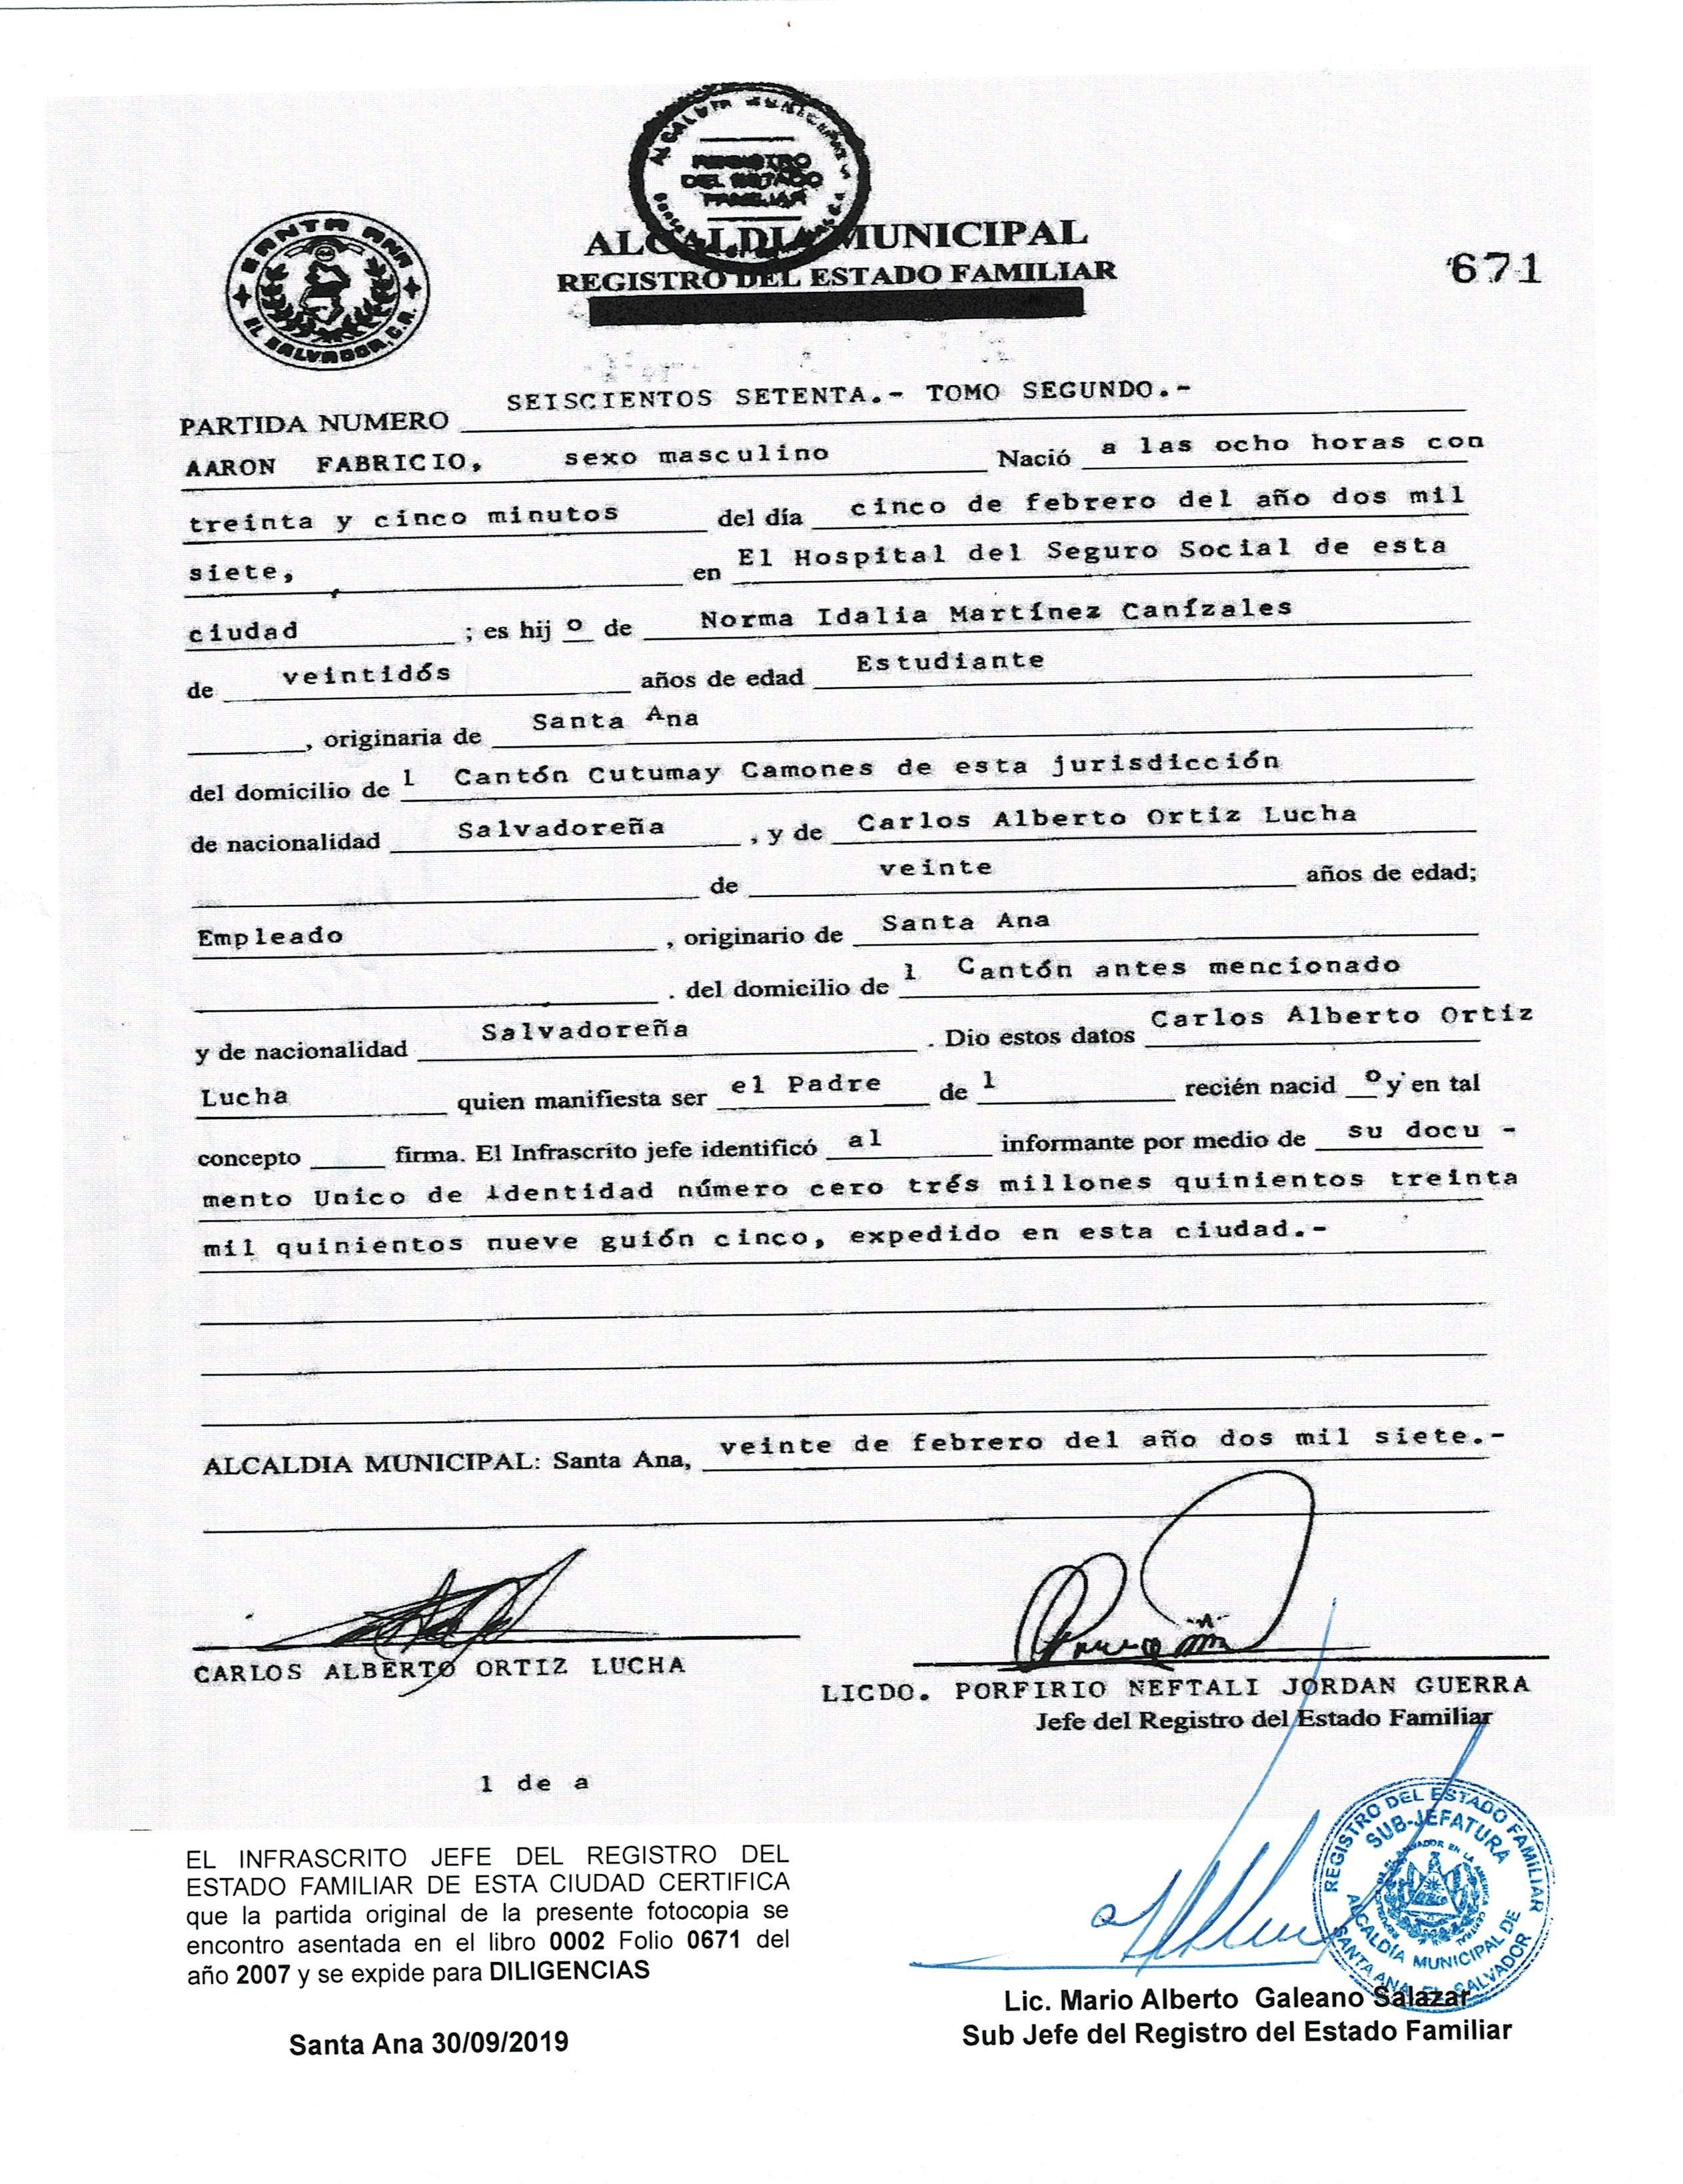 ALCALDIA MUNICIPAL
REGISTRO DEL ESTADO FAMILIAR
REGISTRO DEL ESTADO FAMILIAR
ALCALDIA MUNICIPAL
REGISTRO DEL ESTADO FAMILIAR
SANTA ANA
EL SALVADOR, C.A.
671
PARTIDA NUMERO SEISCIENTOS SETENTA.- TOMO SEGUNDO.-
AARON FABRICIO, sexo masculino Nació a las ocho horas con
treinta y cinco minutos del día cinco de febrero del año dos mil
siete, en El Hospital del Seguro Social de esta
ciudad ; es hij o de Norma Idalia Martínez Canízales
de veintidós años de edad Estudiante
, originaria de Santa Ana
del domicilio de l Cantón Cutumay Camones de esta jurisdicción
de nacionalidad Salvadoreña , y de Carlos Alberto Ortiz Lucha
de veinte años de edad;
Empleado , originario de Santa Ana
. del domicilio de l Cantón antes mencionado
y de nacionalidad Salvadoreña . Dio estos datos Carlos Alberto Ortiz
Lucha quien manifiesta ser el Padre de l recién nacid o y en tal
concepto firma. El Infrascrito jefe identificó al informante por medio de su docu -
mento Unico de identidad número cero trés millones quinientos treinta
mil quinientos nueve guión cinco, expedido en esta ciudad.-
ALCALDIA MUNICIPAL: Santa Ana, veinte de febrero del año dos mil siete.-
CARLOS ALBERTO ORTIZ LUCHA
LICDO. PORFIRIO NEFTALI JORDAN GUERRA
Jefe del Registro del Estado Familiar
1 de a
EL INFRASCRITO JEFE DEL REGISTRO DEL
ESTADO FAMILIAR DE ESTA CIUDAD CERTIFICA
que la partida original de la presente fotocopia se
encontro asentada en el libro 0002 Folio 0671 del
año 2007 y se expide para DILIGENCIAS
Santa Ana 30/09/2019
REGISTRO DEL ESTADO FAMILIAR
SUB-JEFATURA
ALCALDÍA MUNICIPAL DE
SANTA ANA, EL SALVADOR
Lic. Mario Alberto Galeano Salazar
Sub Jefe del Registro del Estado Familiar